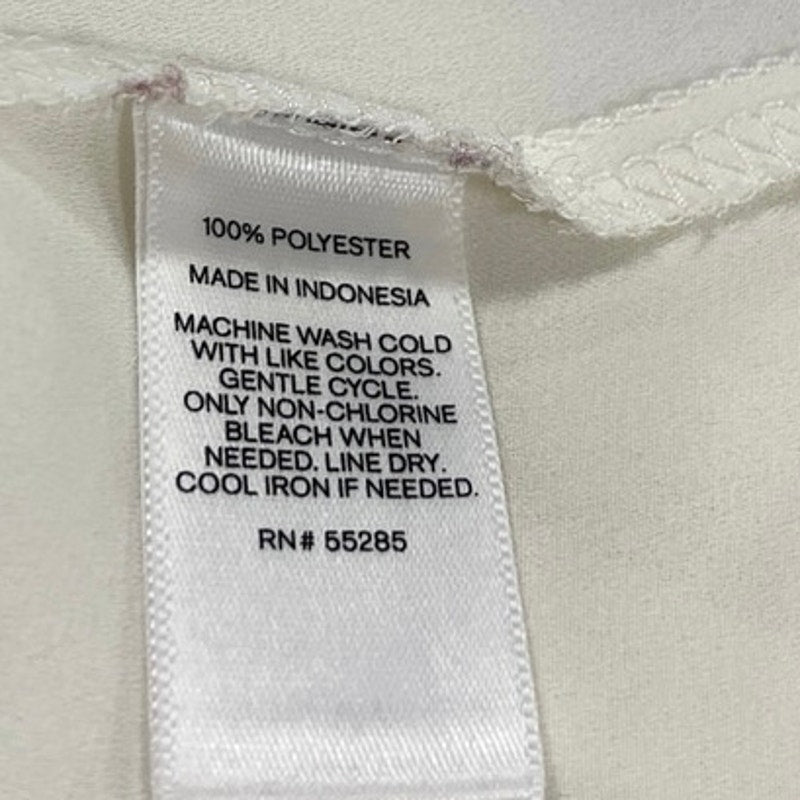 100% POLYESTER
MADE IN INDONESIA
MACHINE WASH COLD
WITH LIKE COLORS.
GENTLE CYCLE.
ONLY NON-CHLORINE
BLEACH WHEN
NEEDED. LINE DRY.
COOL IRON IF NEEDED.
RN# 55285